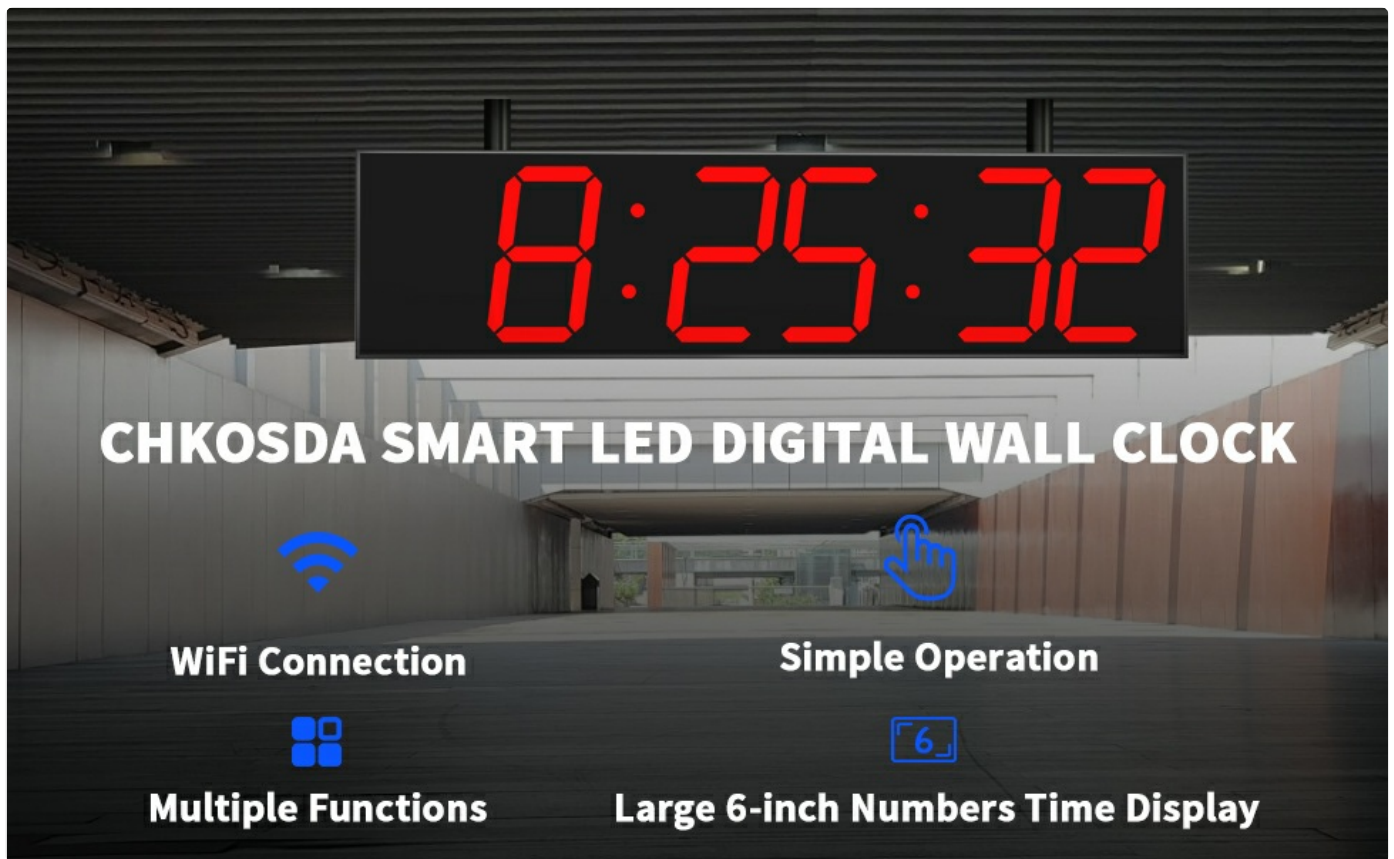 8:25:32
CHKOSDA SMART LED DIGITAL WALL CLOCK
WiFi Connection
Simple Operation
Multiple Functions
6
Large 6-inch Numbers Time Display